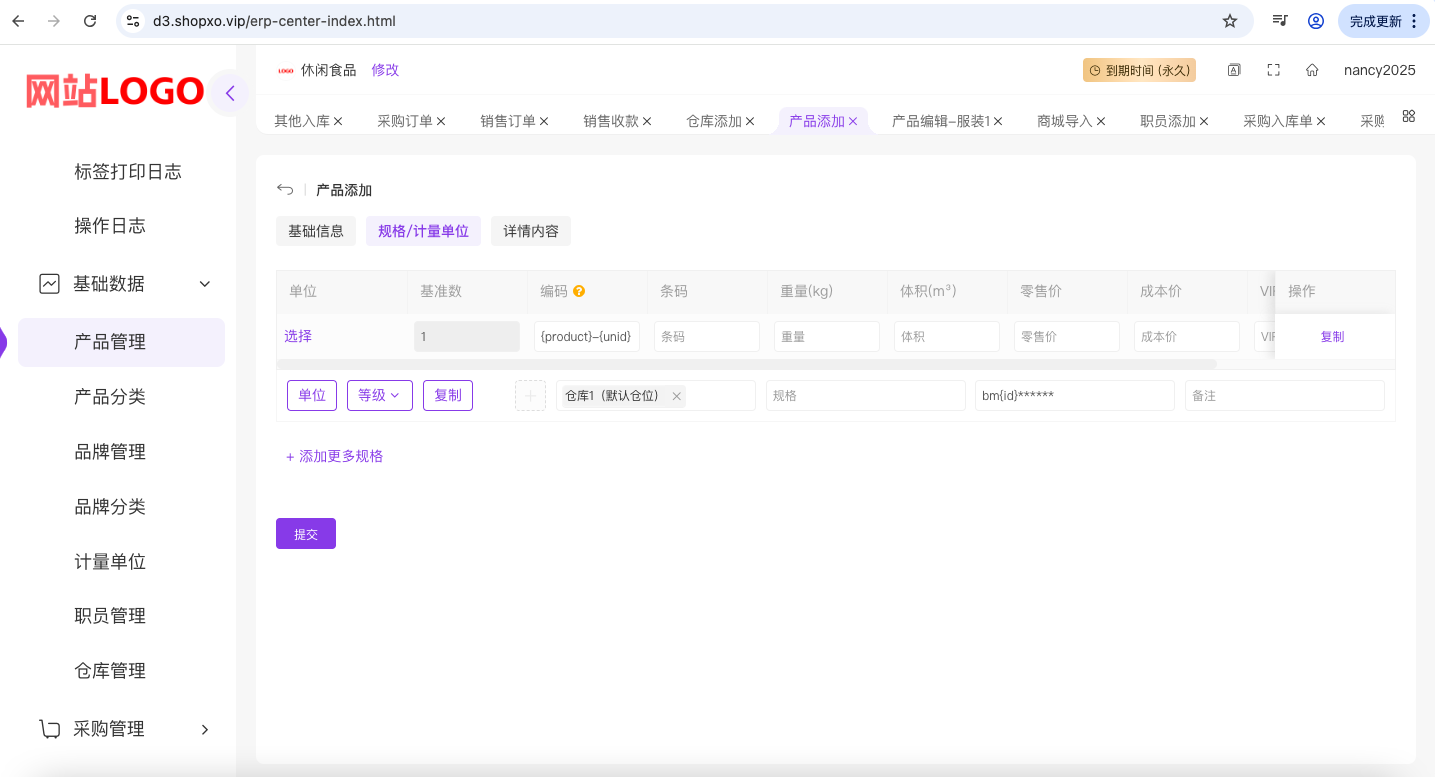 d3.shopxo.vip/erp-center-index.html
完成更新
网站LOGO
休闲食品 修改
到期时间 (永久)
nancy2025
其他入库 采购订单 销售订单 销售收款 仓库添加 产品添加 产品编辑-服装1 商城导入 职员添加 采购入库单 采购
标签打印日志
操作日志
基础数据
产品管理
产品分类
品牌管理
品牌分类
计量单位
职员管理
仓库管理
采购管理
产品添加
基础信息 规格/计量单位 详情内容
单位 基准数 编码 条码 重量(kg) 体积(m³) 零售价 成本价 VIP 操作
选择 1 {product}-{unid} 条码 重量 体积 零售价 成本价 VIP 复制
单位 等级 复制 仓库1（默认仓位） 规格 bm{id}****** 备注
+ 添加更多规格
提交